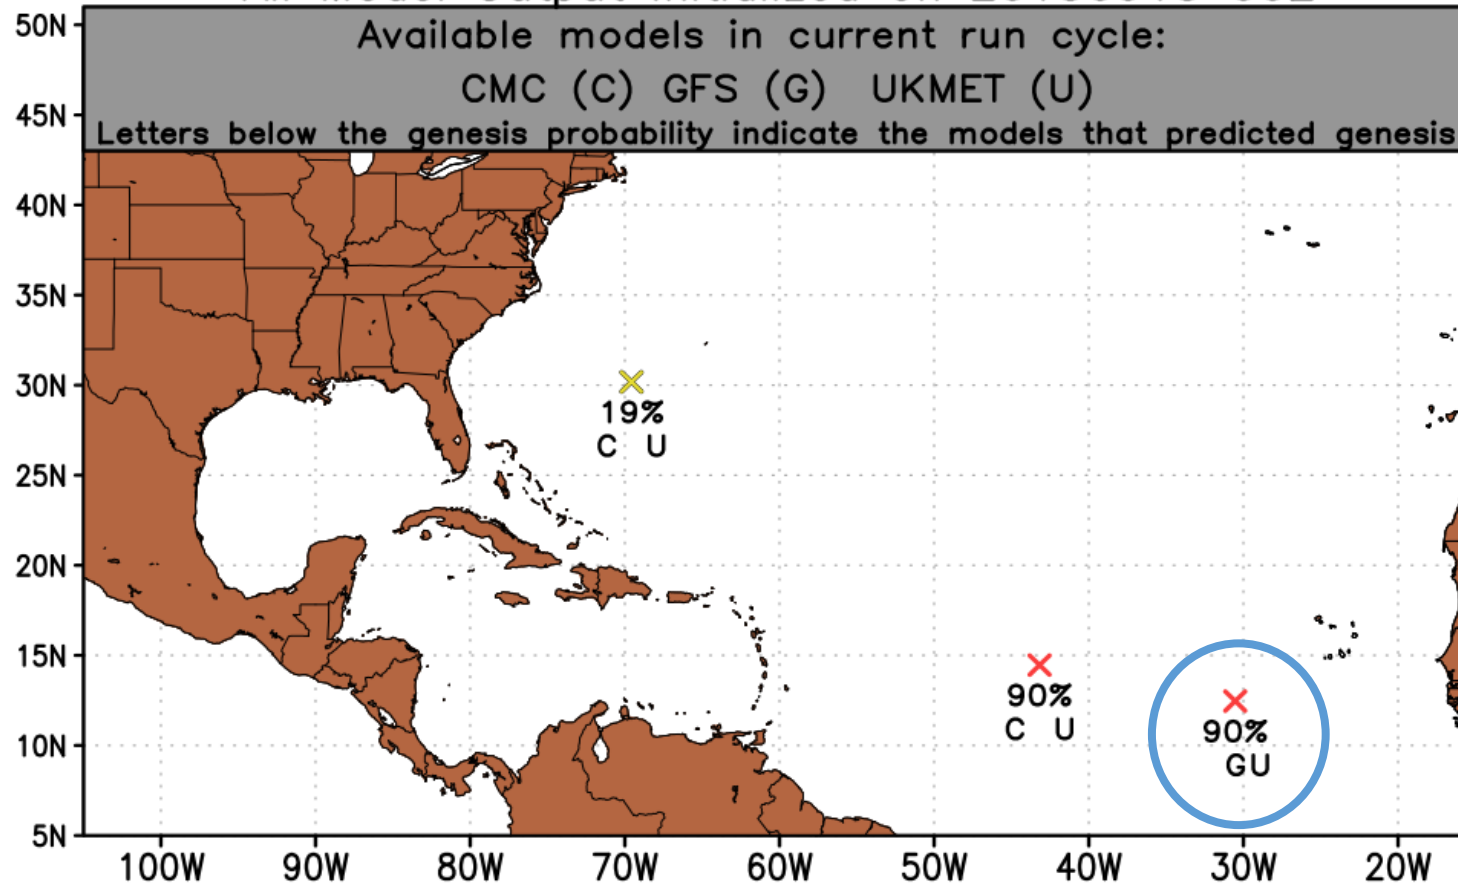 Available models in current run cycle:
CMC (C) GFS (G) UKMET (U)
Letters below the genesis probability indicate the models that predicted genesis
50N
45N
40N
35N
30N
25N
20N
15N
10N
5N
19%
C U
90%
C U
90%
GU
100W 90W 80W 70W 60W 50W 40W 30W 20W